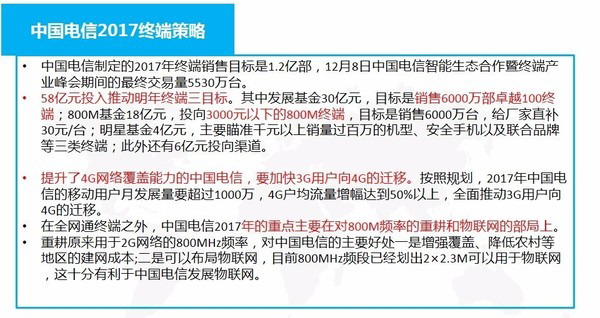 中国电信2017终端策略
• 中国电信制定的2017年终端销售目标是1.2亿部，12月8日中国电信智能生态合作暨终端产
业峰会期间的最终交易量5530万台。
• 58亿元投入推动明年终端三目标。其中发展基金30亿元，目标是销售6000万部卓越100终
端；800M基金18亿元，投向3000元以下的800M终端，目标是销售6000万台，给厂家直补
30元/台；明星基金4亿元，主要瞄准千元以上销量过百万的机型、安全手机以及联合品牌
等三类终端；此外还有6亿元投向渠道。
• 提升了4G网络覆盖能力的中国电信，要加快3G用户向4G的迁移。按照规划，2017年中国电
信的移动用户月发展量要超过1000万，4G户均流量增幅达到50%以上，全面推动3G用户向
4G的迁移。
• 在全网通终端之外，中国电信2017年的重点主要在对800M频率的重耕和物联网的部局上。
• 重耕原来用于2G网络的800MHz频率，对中国电信的主要好处一是增强覆盖、降低农村等
地区的建网成本;二是可以布局物联网，目前800MHz频段已经划出2×2.3M可以用于物联网
，这十分有利于中国电信发展物联网。